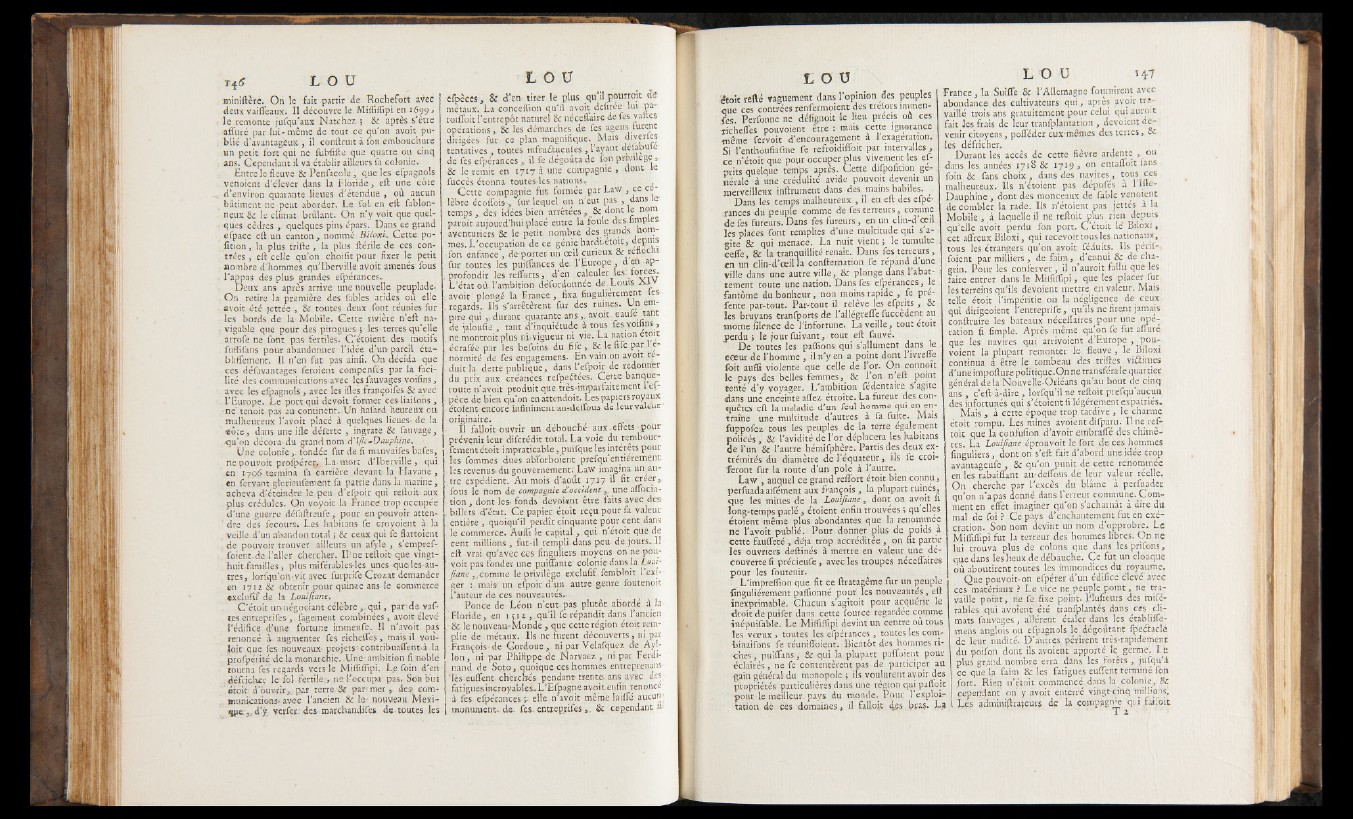 146 L O U
ministère. On le fait partir de Rochefort avec
deux vaisseaux. Il découvre le Mississipi en 1699,
le remonte jusqu'aux Natchez ; & après s'être
assuré par lui-même de tout ce qu'on avoit pu-
blié d'avantageux, il construit à son embouchure
un petit fort qui ne subsiste que quatre ou cinq
ans. Cependant il va établir ailleurs sa colonie.
Entre le fleuve & Pensacole, que les espagnols
venoient d'élever dans la Floride, est une côte
d'environ quarante lieues d'étendue, où aucun
bâtiment ne peut aborder. Le sol en est sablon-
neux & le climat brûlant. On n'y voit que quel-
ques cèdres, quelques pins épars. Dans ce grand
espace est un canton, nommé Biloxi. Cette po-
sition, la plus triste, la plus stérile de ces con-
trées, est celle qu'on choisit pour fixer le petit
nombre d'hommes qu'Iberville avoit amenés sous
l'appas des plus grandes espérances.
Deux ans après arrive une nouvelle peuplade.
On retire la première des sables arides où elle
avoit été jettée, & toutes deux sont réunies sur
les bords de la Mobile. Cette rivière n'est na-
vigable que pour des pirogues ; les terres qu'elle
arrose ne sont pas fertiles. C'étoient des motifs
suffisans pour abandonner l'idée d'un pareil éta-
blissement. Il n'en fut pas ainsi. On décida que
ces désavantages seroient compensés par la faci-
lité des communications avec les sauvages voisins,
avec les espagnols, avec les isles françoises & avec
l'Europe. Le port qui devoit former ces liaisons,
ne tenoit pas au continent. Un hasard heureux ou
malheureux l'avoit placé à quelques lieues de la
côte, dans une isle déserte, ingrate & sauvage,
qu'on décora du grand nom d'Isle-Dauphine.
Une colonie, fondée sur de si mauvaises bases,
ne pouvoit prospérer. La mort d'Iberville, qui
en 1706 termina sa carrière devant la Havane,
en servant glorieusement sa patrie dans la marine,
acheva d'éteindre le peu d'espoir qui restoit aux
plus crédules. On voyoit la France trop occupée
d'une guerre désastreuse, pour en pouvoir atten-
dre des secours. Les habitans se croyoient à la
veille d'un abandon total ; & ceux qui se flattoient
de pouvoir trouver ailleurs un asyle, s'empres-
soient de l'aller chercher. Il ne restoit que vingt-
huit familles, plus misérables les unes que les au-
tres, lorsqu'on vit avec surprise Crozat demander
en 1712 & obtenir pour quinze ans le commerce
exclusif de la Louisiane.
C'étoit un négociant célèbre, qui, par de vas-
tes entreprises, sagement combinées, avoit élevé
l'édifice d'une fortune immense. Il n'avoit pas
renoncé à augmenter ses richesses, mais il vou-
loit que ses nouveaux projets contribuassent à la
prospérité de la monarchie. Une ambition si noble
tourna ses regards vers le Mississipi. Le soin d'en
défricher le sol fertile, ne l'occupa pas. Son but
étoit d'ouvrir, par terre & par mer, des com-
munications avec l'ancien & le nouveau Mexi-
que, d'y verser des marchandises de toutes les
L O U
espèces, & d'en tirer le plus qu'il pourroit de
métaux. La concession qu'il avoit désirée lui pa-
roissoit l'entrepôt naturel & nécessaire de ses vastes
opérations, & les démarches de ses agens furent
dirigées sur ce plan magnifique. Mais diverses
tentatives, toutes infructueuses, l'ayant désabusé
de ses espérances, il se dégoûta de son privilège,
& le remit en 1717 à une compagnie, dont le
succès étonna toutes les nations.
Cette compagnie fut formée par Law, ce cé-
lèbre écossois, sur lequel on n'eut pas, dans le
temps, des idées bien arrêtées, & dont le nom
paroît aujourd'hui placé entre la foule des simples
aventuriers & le petit nombre des grands hom-
mes. L'occupation de ce génie hardi étoit, depuis
son enfance, de porter un œil curieux & réfléchi
sur toutes les puissances de l'Europe, d'en ap-
profondir les ressorts, d'en calculer les forces.
L'état où l'ambition désordonnée de Louis XIV
avoit plongé la France, fixa singulièrement ses
regards. Ils s'arrêtèrent sur des ruines. Un em-
pire qui, durant quarante ans, avoit causé tant
de jalousie, tant d'inquiétude à tous ses voisins,
ne montroit plus ni vigueur ni vie. La nation étoit
écrasée par les besoins du fisc, & le fisc par l'é-
normité de ses engagemens. En vain on avoit ré-
duit la dette publique, dans l'espoir de redonner
du prix aux créances respectées. Cette banque-
route n'avoit produit que très-imparfaitement l'es-
pèce de bien qu'on en attendoit. Les papiers royaux
étoient encore infiniment au-dessous de leur valeur
originaire.
Il falloit ouvrir un débouché aux effets pour
prévenir leur discrédit total. La voie du rembour-
sement étoit impraticable, puisque les intérêts pour
les sommes dues absorboient presqu'entièrement
les revenus du gouvernement. Law imagina un au-
tre expédient. Au mois d'août 1717 il fit créer,
sous le nom de compagnie d'occident, une associa-
tion, dont les fonds devoient être faits avec des
billets d'état. Ce papier étoit reçu pour sa valeur
entière, quoiqu'il perdît cinquante pour cent dans
le commerce. Aussi le capital, qui n'étoit que de
cent millions, fut-il rempli dans peu de jours. Il
est vrai qu'avec ces singuliers moyens on ne pou-
voit pas fonder une puissante colonie dans la Loui-
siane, comme le privilège exclusif sembloit l'exi-
ger : mais un espoir d'un autre genre soutenoit
l'auteur de ces nouveautés.
Ponce de Léon n'eut pas plutôt abordé à la
Floride, en 1512, qu'il se répandit dans l'ancien
& le nouveau-Monde, que cette région étoit rem-
plie de métaux. Ils ne furent découverts, ni par
François de Cordoue, ni par Velasquez de Ayl-
lon, ni par Philippe de Narvaez, ni par Ferdi-
nand de Soto, quoique ces hommes entreprenans
les eussent cherchés pendant trente ans avec des
fatigues incroyables. L'Espagne avoit enfin renoncé
à ses espérances ; elle n'avoit même laissé aucun
monument de ses entreprises, & cependant il
L O U
étoit resté vaguement dans l'opinion des peuples
que ces contrées renfermoient des trésors immen-
ses. Personne ne désignoit le lieu précis où ces
richesses pouvoient être : mais cette ignorance
même servoit d'encouragement à l'exagération.
Si l'enthousiasme se refroidissoit par intervalles,
ce n'étoit que pour occuper plus vivement les es-
prits quelque temps après. Cette disposition gé-
nérale à une crédulité avide pouvoit devenir un
merveilleux instrument dans des mains habiles.
Dans les temps malheureux, il en est des espé-
rances du peuple comme de ses terreurs, comme
de ses fureurs. Dans ses fureurs, en un clin-d'œil
les places sont remplies d'une multitude qui s'a-
gite & qui menace. La nuit vient ; le tumulte
cesse, & la tranquillité renaît. Dans ses terreurs,
en un clin-d'œil la consternation se répand d'une
ville dans une autre ville, & plonge dans l'abat-
tement toute une nation. Dans ses espérances, le
fantôme du bonheur, non moins rapide, se pré-
sente par-tout. Par-tout il relève les esprits, &
les bruyans transports de l'allégresse succèdent au
morne silence de l'infortune. La veille, tout étoit
perdu ; le jour suivant, tout est sauvé.
De toutes les passions qui s'allument dans le
cœur de l'homme, il n'y en a point dont l'ivresse
soit aussi violente que celle de l'or. On connoît
le pays des belles femmes, & l'on n'est point
tenté d'y voyager. L'ambition sédentaire s'agite
dans une enceinte assez étroite. La fureur des con-
quêtes est la maladie d'un seul homme qui en en-
traîne une multitude d'autres à sa suite. Mais
supposez tous les peuples de la terre également
policés, & l'avidité de l'or déplacera les habitans
de l'un & l'autre hémisphère. Partis des deux ex-
trémités du diamètre de l'équateur, ils se croi-
seront sur la route d'un pole à l'autre.
Law, auquel ce grand ressort étoit bien connu,
persuada aisément aux françois, la plupart ruinés,
que les mines de la Louisiane, dont on avoit si
long-temps parlé, étoient enfin trouvées ; qu'elles
étoient même plus abondantes que la renommée
ne l'avoit publié. Pour donner plus de poids à
cette fausseté, déja trop accréditée, on fit partir
les ouvriers destinés à mettre en valeur une dé-
couverte si précieuse, avec les troupes nécessaires
pour les soutenir.
L'impression que fit ce stratagême sur un peuple
singulièrement passionné pour les nouveautés, est
inexprimable. Chacun s'agitoit pour acquérir le
droit de puiser dans cette source regardée comme
inépuisable. Le Mississipi devint un centre où tous
les vœux, toutes les espérances, toutes les com-
binaisons se réunissoient. Bientôt des hommes ri-
ches, puissans, & qui la plupart passoient pour
éclairés, ne se contentèrent pas de participer au
gain général du monopole ; ils voulurent avoir des
propriétés particulières dans une région qui passoit
pour le meilleur pays du monde. Pour l'exploi-
tation de ces domaines, il falloit des bras. La
L O U 147
France, la Suisse & l'Allemagne fournirent avec
abondance des cultivateurs qui, après avoir tra-
vaillé trois ans gratuitement pour celui qui auroit
fait les frais de leur transplantation, devoient de-
venir citoyens, posséder eux-mêmes des terres, &
les défricher.
Durant les accès de cette fièvre ardente, ou
dans les années 1718 & 1719, on entassoit sans
soin & sans choix, dans des navires, tous ces
malheureux. Ils n'étoient pas déposés à l'Isle-
Dauphine, dont des monceaux de sable venoient
de combler la rade. Ils n'étoient pas jettés à la
Mobile, à laquelle il ne restoit plus rien depuis
qu'elle avoit perdu son port. C'étoit le Biloxi,
cet affreux Biloxi, qui recevoit tous les nationaux,
tous les étrangers qu'on avoit séduits. Ils péris-
soient par milliers, de faim, d'ennui & de cha-
grin. Pour les conserver, il n'auroit fallu que les
faire entrer dans le Mississipi, que les placer sur
les terreins qu'ils devoient mettre en valeur. Mais
telle étoit l'impéritie ou la négligence de ceux
qui dirigeoient l'entreprise, qu'ils ne firent jamais
construire les bateaux nécessaires pour une opé-
ration si simple. Après même qu'on se fut assuré
que les navires qui arrivoient d'Europe, pou-
voient la plupart remonter le fleuve, le Biloxi
continua à être le tombeau des tristes victimes
d'une imposture politique. On ne transféra le quartier
général de la Nouvelle-Orléans qu'au bout de cinq
ans, c'est-à-dire, lorsqu'il ne restoit presqu'aucun
des infortunés qui s'étoient si légérement expatriés.
Mais, à cette époque trop tardive, le charme
étoit rompu. Les mines avoient disparu. Il ne res-
toit que la confusion d'avoir embrassé des chimè-
res. La Louisiane éprouvoit le sort de ces hommes
singuliers, dont on s'est fait d'abord une idée trop
avantageuse, & qu'on punit de cette renommée
en les rabaissant au-dessous de leur valeur réelle.
On cherche par l'excès du blâme à persuader
qu'on n'a pas donné dans l'erreur commune. Com-
ment en effet imaginer qu'on s'acharnât à dire du
mal de soi ? Ce pays d'enchantement fut en exé-
cration. Son nom devint un nom d'opprobre. Le
Mississipi fut la terreur des hommes libres. On ne
lui trouva plus de colons que dans les prisons,
que dans les lieux de débauche. Ce fut un cloaque
où aboutirent toutes les immondices du royaume.
Que pouvoit-on espérer d'un édifice élevé avec
ces matériaux ? Le vice ne peuple point, ne tra-
vaille point, ne se fixe point. Plusieurs des misé-
rables qui avoient été transplantés dans ces cli-
mats sauvages, allèrent étaler dans les établisse-
mens anglois ou espagnols le dégoûtant spectacle
de leur nudité. D'autres périrent très-rapidement
du poison dont ils avoient apporté le germe. Le
plus grand nombre erra dans les forêts, jusqu'à
ce que la faim & les fatigues eussent terminé son
sort. Rien n'étoit commencé dans la colonie, &
cependant on y avoit enterré vingt-cinq millions.
Les administrateurs de la compagnie qui faisoit
T 2